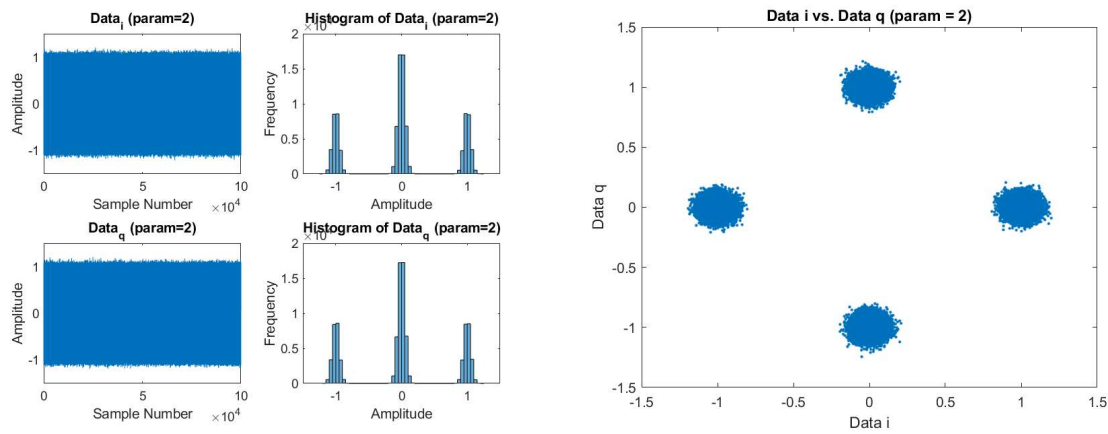 Data_i (param=2)
1
0
-1
Amplitude
0
5
10
Sample Number
×10^4
Histogram of Data_i (param=2)
2
1.5
1
0.5
0
Frequency
-1
0
1
Amplitude
Data_q (param=2)
1
0
-1
Amplitude
0
5
10
Sample Number
×10^4
Histogram of Data_q (param=2)
2
1.5
1
0.5
0
Frequency
-1
0
1
Amplitude
Data i vs. Data q (param = 2)
1.5
1
0.5
0
-0.5
-1
-1.5
Data q
-1.5
-1
-0.5
0
0.5
1
1.5
Data i